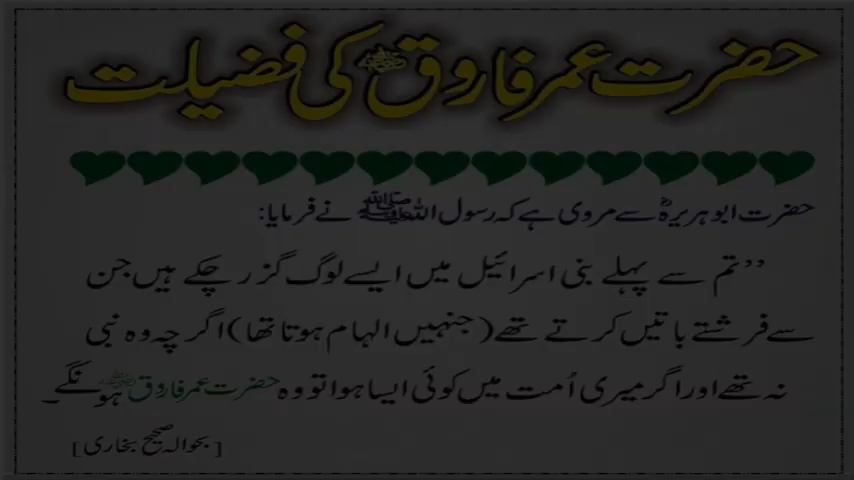 حضرت عمر فاروق ؓ کی فضیلت
حضرت ابوہریرہؓ سے مروی ہے کہ رسول اللہ ﷺ نے فرمایا:
”تم سے پہلے بنی اسرائیل میں ایسے لوگ گزر چکے ہیں جن
سے فرشتے باتیں کرتے تھے (جنہیں الہام ہوتا تھا) اگرچہ وہ نبی
نہ تھے اور اگر میری اُمت میں کوئی ایسا ہوا تو وہ حضرت عمر فاروق ؓ ہونگے۔
[بحوالہ صحیح بخاری]